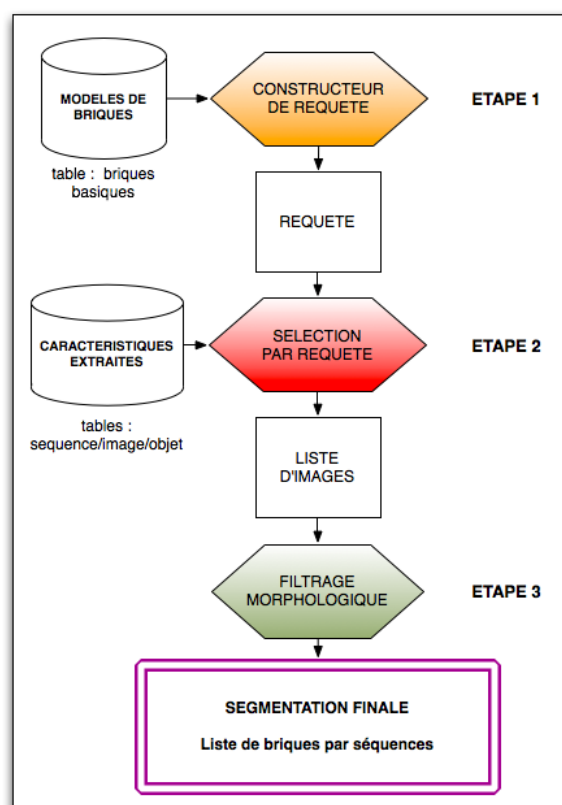 MODELES DE
BRIQUES
table : briques
basiques
CONSTRUCTEUR
DE REQUETE
ETAPE 1
REQUETE
CARACTERISTIQUES
EXTRAITES
tables :
sequence/image/objet
SELECTION
PAR REQUETE
ETAPE 2
LISTE
D'IMAGES
FILTRAGE
MORPHOLOGIQUE
ETAPE 3
SEGMENTATION FINALE
Liste de briques par séquences